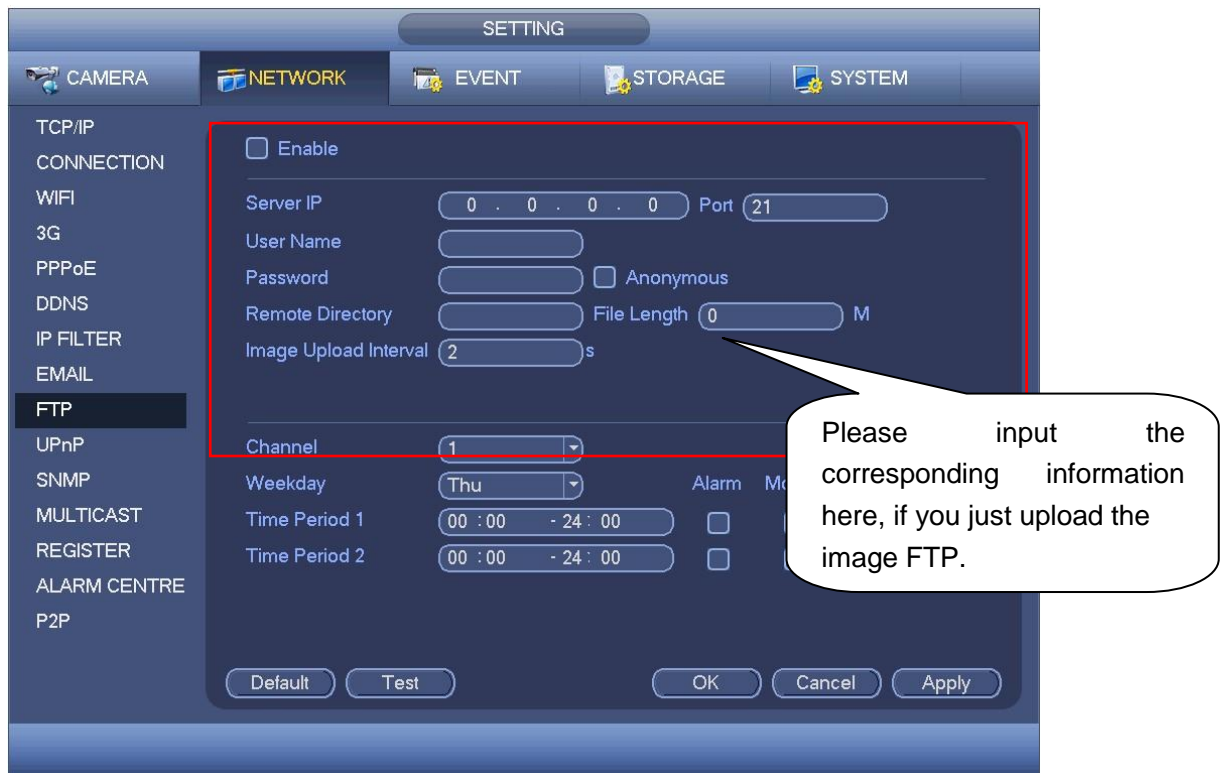 SETTING
CAMERA NETWORK EVENT STORAGE SYSTEM
TCP/IP
CONNECTION
WIFI
3G
PPPoE
DDNS
IP FILTER
EMAIL
FTP
UPnP
SNMP
MULTICAST
REGISTER
ALARM CENTRE
P2P
Enable
Server IP 0 . 0 . 0 . 0 Port 21
User Name
Password Anonymous
Remote Directory File Length 0 M
Image Upload Interval 2 s
Channel 1
Weekday Thu Alarm
Time Period 1 00 :00 - 24 : 00
Time Period 2 00 :00 - 24 : 00
Please input the
corresponding information
here, if you just upload the
image FTP.
Default Test OK Cancel Apply